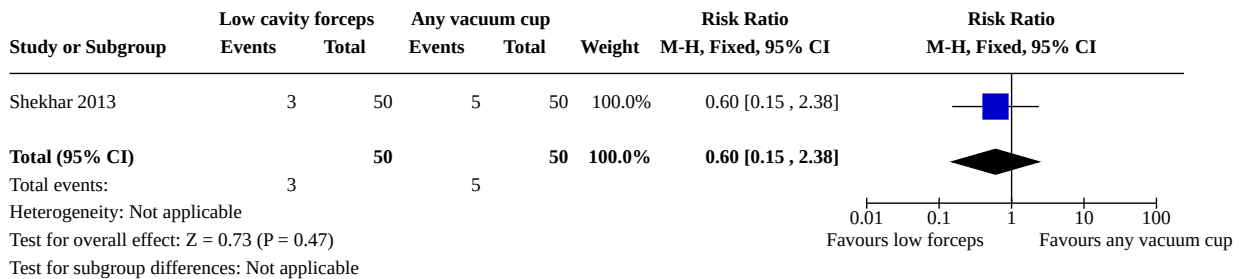 Low cavity forceps Any vacuum cup Risk Ratio Risk Ratio
Study or Subgroup Events Total Events Total Weight M-H, Fixed, 95% CI M-H, Fixed, 95% CI
Shekhar 2013 3 50 5 50 100.0% 0.60 [0.15 , 2.38]
Total (95% CI) 50 50 100.0% 0.60 [0.15 , 2.38]
Total events: 3 5
Heterogeneity: Not applicable
Test for overall effect: Z = 0.73 (P = 0.47)
Test for subgroup differences: Not applicable
0.01 0.1 1 10 100
Favours low forceps Favours any vacuum cup